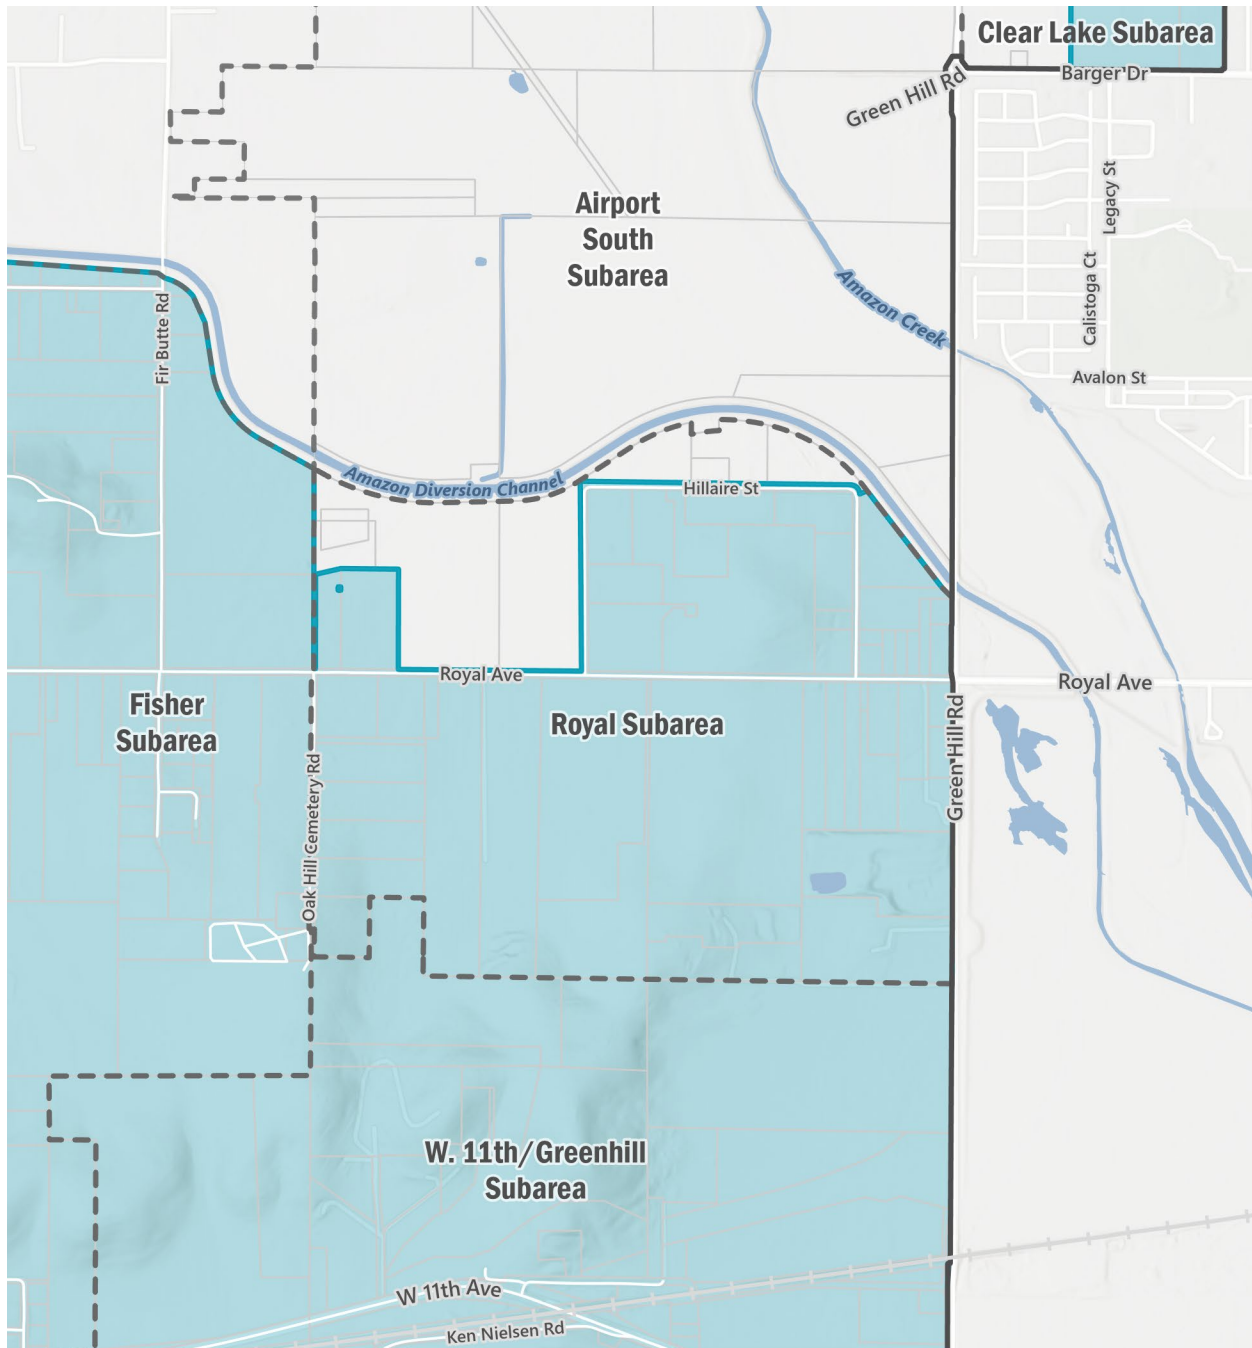 Clear Lake Subarea
Barger Dr
Green Hill Rd
Legacy St
Airport
South
Subarea
Amazon Creek
Calistoga Ct
Fir Butte Rd
Avalon St
Amazon Diversion Channel
Hillaire St
Royal Ave
Royal Ave
Fisher
Subarea
Royal Subarea
Green Hill Rd
Oak Hill Cemetery Rd
W. 11th/Greenhill
Subarea
W 11th Ave
Ken Nielsen Rd